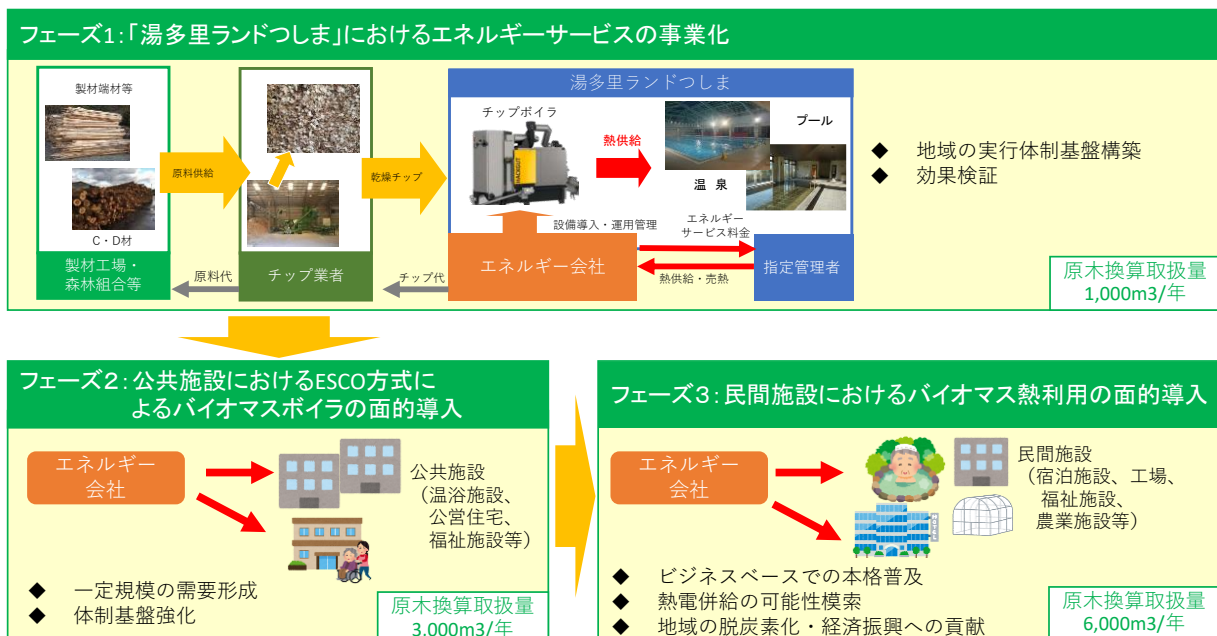 フェーズ1:「湯多里ランドつしま」におけるエネルギーサービスの事業化
製材端材等
C・D材
製材工場・
森林組合等
原料供給
原料代
チップ業者
乾燥チップ
チップ代
湯多里ランドつしま
チップボイラ
熱供給
プール
温 泉
設備導入・運用管理
エネルギー
サービス料金
エネルギー会社
熱供給・売熱
指定管理者
◆ 地域の実行体制基盤構築
◆ 効果検証
原木換算取扱量
1,000m3/年
フェーズ2:公共施設におけるESCO方式に
よるバイオマスボイラの面的導入
エネルギー
会社
公共施設
(温浴施設、
公営住宅、
福祉施設等)
◆ 一定規模の需要形成
◆ 体制基盤強化
原木換算取扱量
3,000m3/年
フェーズ3:民間施設におけるバイオマス熱利用の面的導入
エネルギー
会社
民間施設
(宿泊施設、工場、
福祉施設、
農業施設等)
◆ ビジネスベースでの本格普及
◆ 熱電併給の可能性模索
◆ 地域の脱炭素化・経済振興への貢献
原木換算取扱量
6,000m3/年